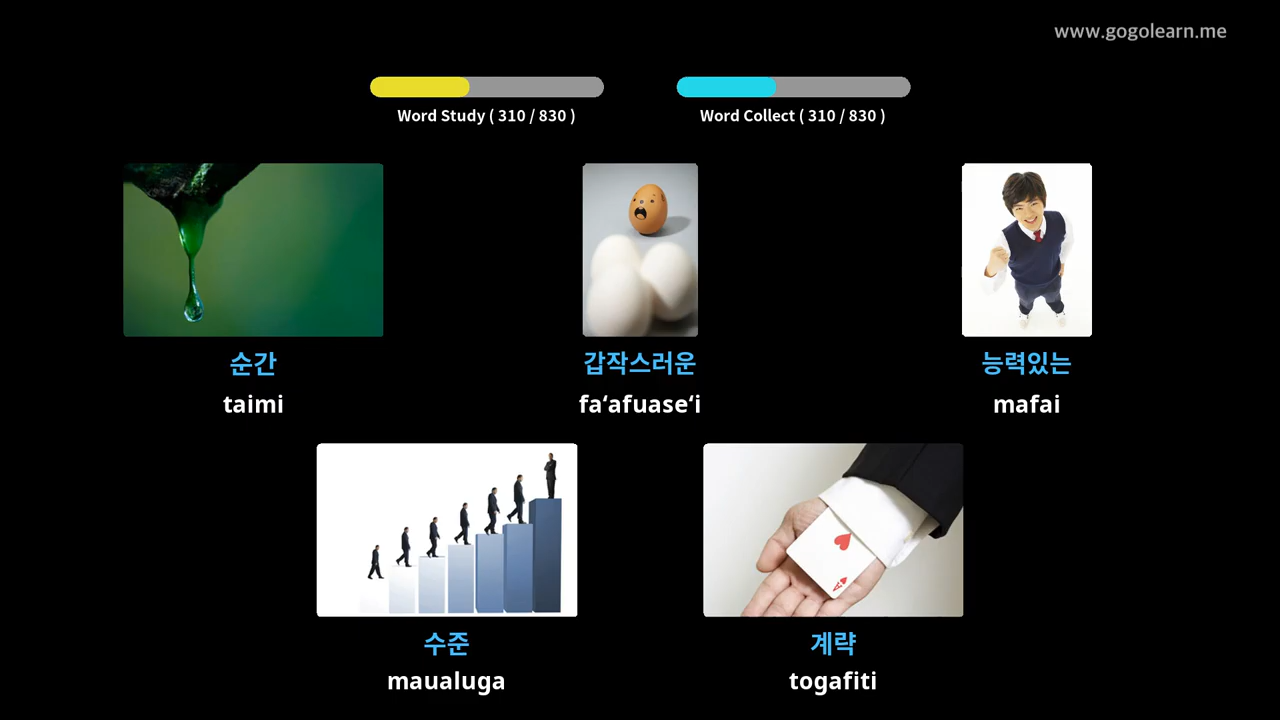 www.gogolearn.me
Word Study ( 310 / 830 )
Word Collect ( 310 / 830 )
순간
taimi
갑작스러운
fa‘afuase‘i
능력있는
mafai
수준
maualuga
계략
togafiti